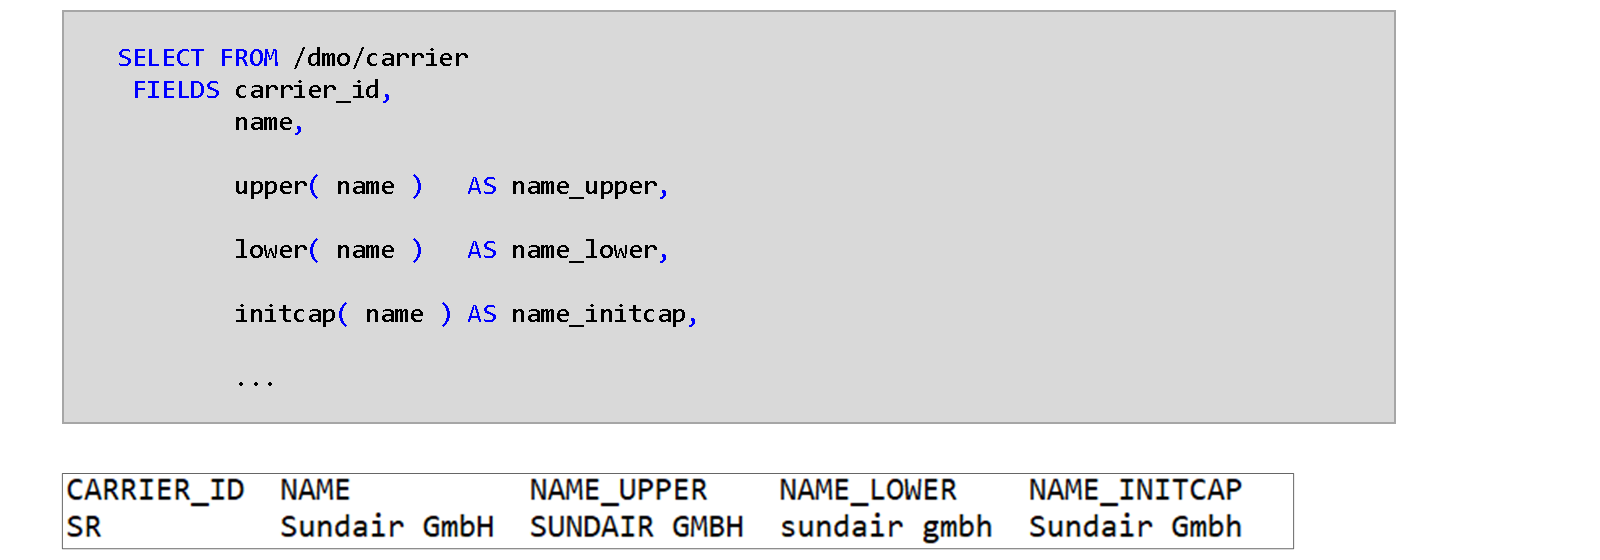 SELECT FROM /dmo/carrier
FIELDS carrier_id,
name,
upper( name ) AS name_upper,
lower( name ) AS name_lower,
initcap( name ) AS name_initcap,
...
CARRIER_ID NAME NAME_UPPER NAME_LOWER NAME_INITCAP
SR Sundair GmbH SUNDAIR GMBH sundair gmbh Sundair Gmbh